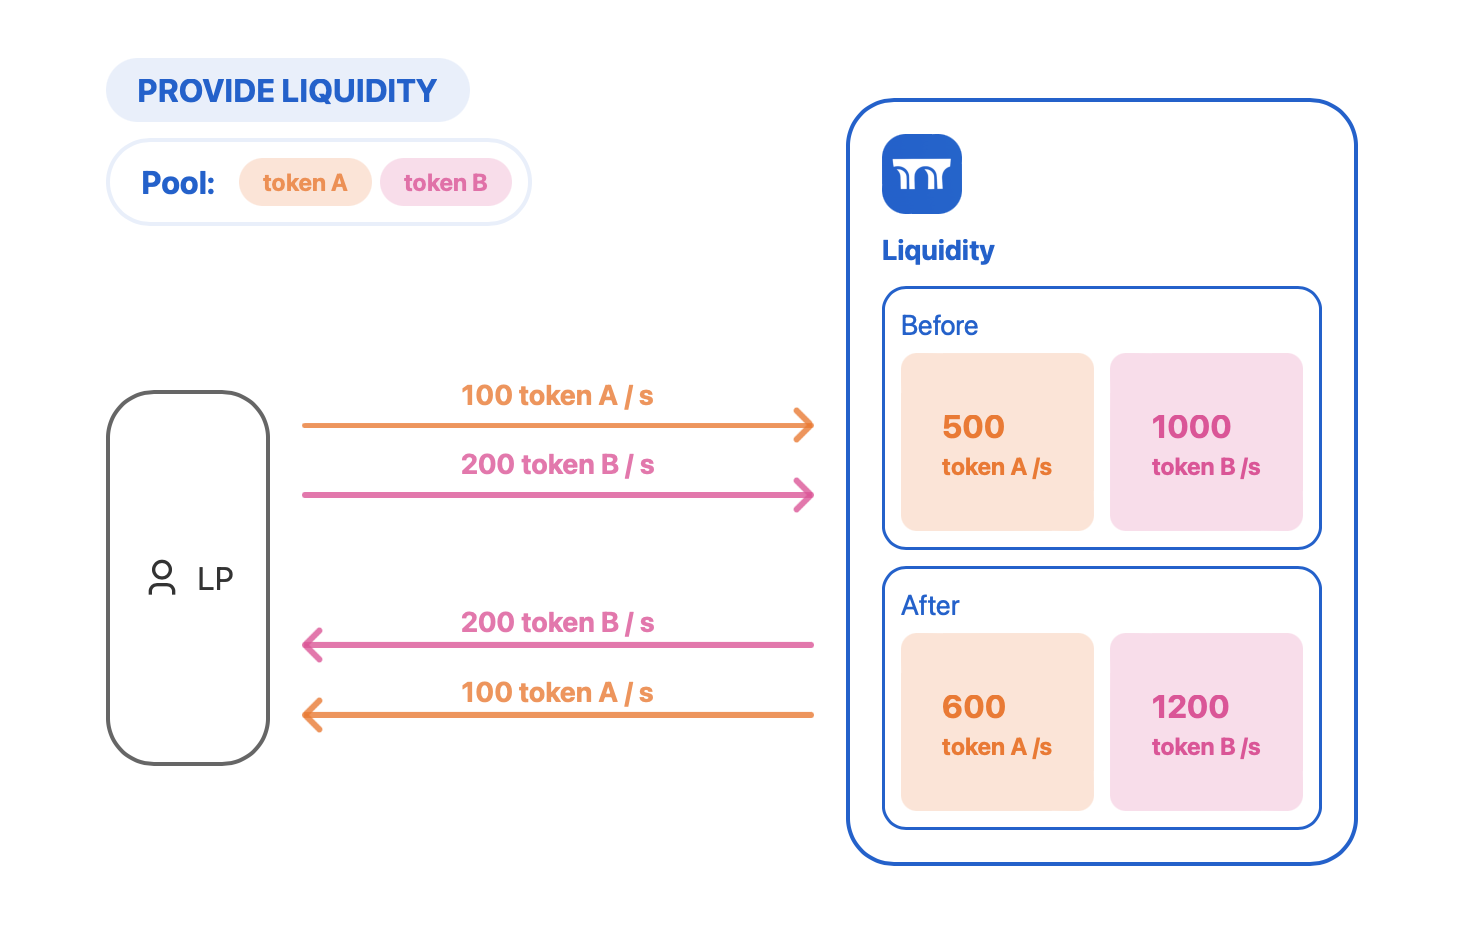 PROVIDE LIQUIDITY
Pool: token A token B
Liquidity
Before
500 1000
token A /s token B /s
100 token A / s
200 token B / s
LP
200 token B / s
100 token A / s
After
600 1200
token A /s token B /s